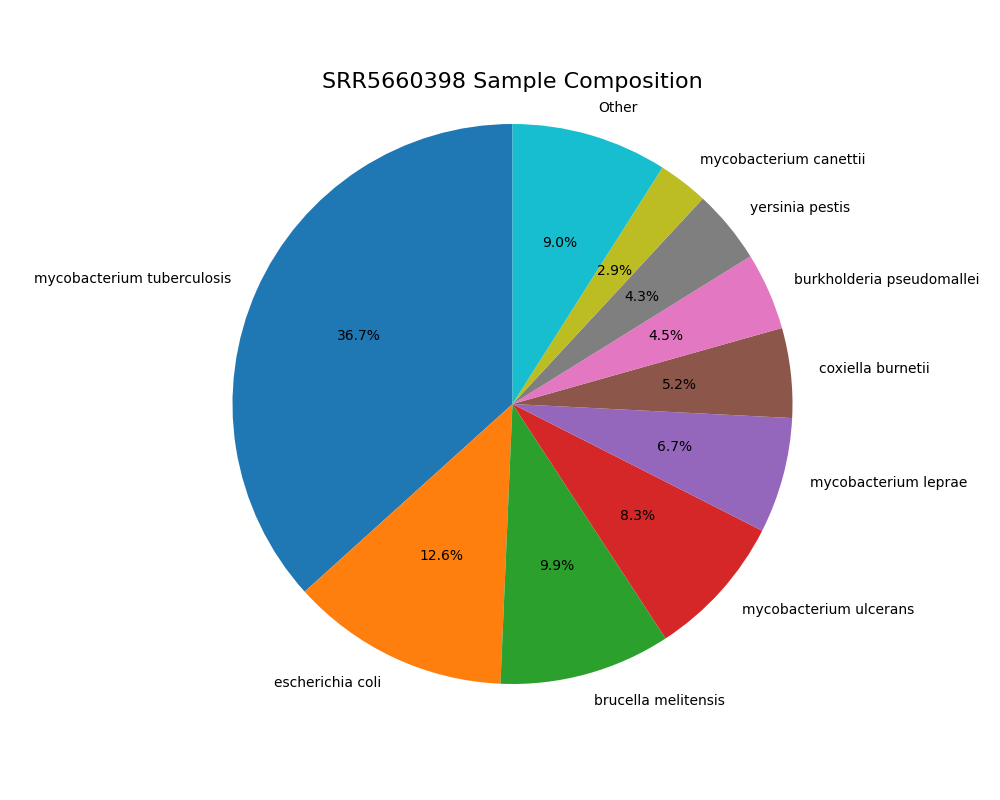 SRR5660398 Sample Composition
Other
mycobacterium canettii
yersinia pestis
burkholderia pseudomallei
coxiella burnetii
mycobacterium leprae
mycobacterium ulcerans
brucella melitensis
escherichia coli
mycobacterium tuberculosis
9.0%
2.9%
4.3%
4.5%
5.2%
6.7%
8.3%
9.9%
12.6%
36.7%